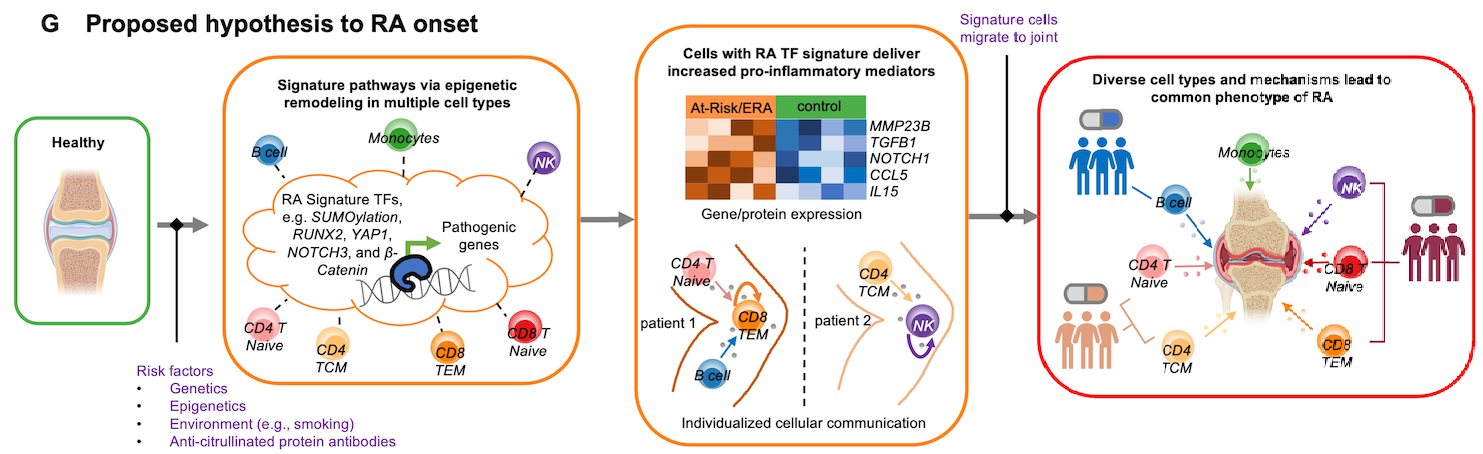 G Proposed hypothesis to RA onset
Healthy
Risk factors
• Genetics
• Epigenetics
• Environment (e.g., smoking)
• Anti-citrullinated protein antibodies
Signature pathways via epigenetic
remodeling in multiple cell types
B cell
Monocytes
NK
RA Signature TFs,
e.g. SUMOylation,
RUNX2, YAP1,
NOTCH3, and β-
Catenin
Pathogenic
genes
CD4 T
Naive
CD4
TCM
CD8
TEM
CD8 T
Naive
Cells with RA TF signature deliver
increased pro-inflammatory mediators
At-Risk/ERA
control
MMP23B
TGFB1
NOTCH1
CCL5
IL15
Gene/protein expression
CD4 T
Naive
CD8
TEM
patient 1
B cell
CD4
TCM
patient 2
NK
Individualized cellular communication
Signature cells
migrate to joint
Diverse cell types and mechanisms lead to
common phenotype of RA
Monocytes
B cell
NK
CD4 T
Naive
CD8 T
Naive
CD4
TCM
CD8
TEM